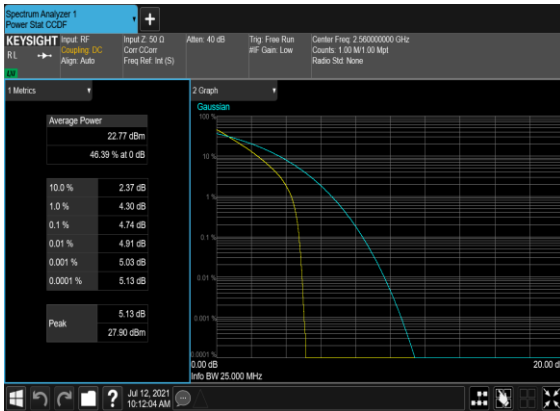 Spectrum Analyzer 1
Power Stat CCDF
KEYSIGHT
RL
LXI
Input: RF
Coupling: DC
Align: Auto
Input Z: 50 Ω
Corr CCorr
Freq Ref: Int (S)
Atten: 40 dB
Trig: Free Run
#IF Gain: Low
Center Freq: 2.560000000 GHz
Counts: 1.00 M/1.00 Mpt
Radio Std: None
1 Metrics
Average Power
22.77 dBm
46.39 % at 0 dB
10.0 % 2.37 dB
1.0 % 4.30 dB
0.1 % 4.74 dB
0.01 % 4.91 dB
0.001 % 5.03 dB
0.0001 % 5.13 dB
Peak
5.13 dB
27.90 dBm
2 Graph
Gaussian
100 %
10 %
1 %
0.1 %
0.01 %
0.001 %
0.0001 %
0.00 dB
20.00 d
Info BW 25.000 MHz
Jul 12, 2021
10:12:04 AM